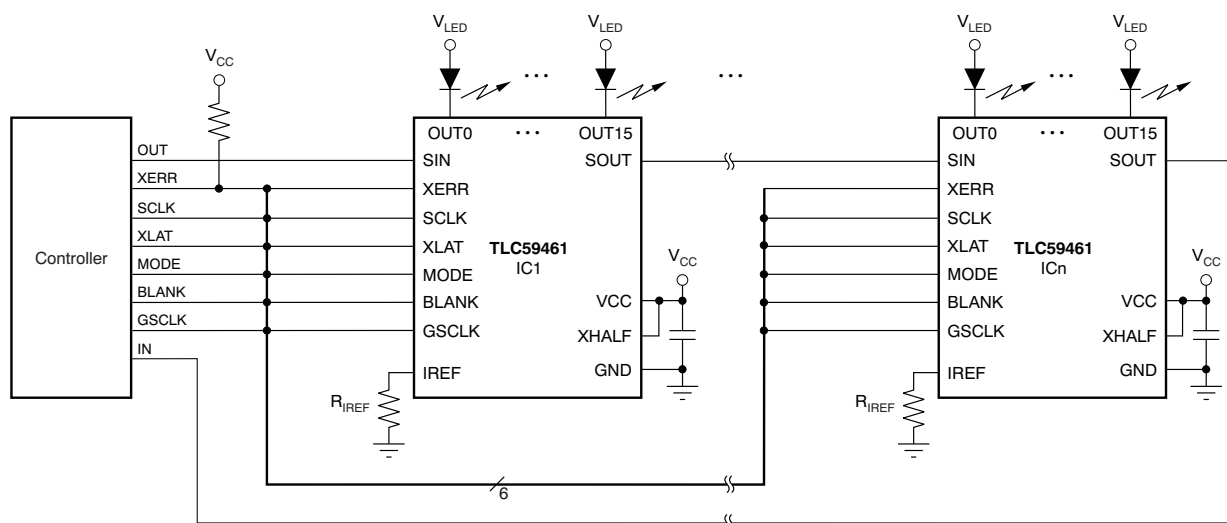 V_LED V_LED V_LED V_LED
V_CC
... ... ...
Controller
OUT
XERR
SCLK
XLAT
MODE
BLANK
GSCLK
IN
OUT0 ... OUT15
SIN SOUT
XERR
SCLK
XLAT
MODE
BLANK
GSCLK
IREF
TLC59461
IC1
VCC
XHALF
GND
V_CC
R_IREF
OUT0 ... OUT15
SIN SOUT
XERR
SCLK
XLAT
MODE
BLANK
GSCLK
IREF
TLC59461
ICn
VCC
XHALF
GND
V_CC
R_IREF
6